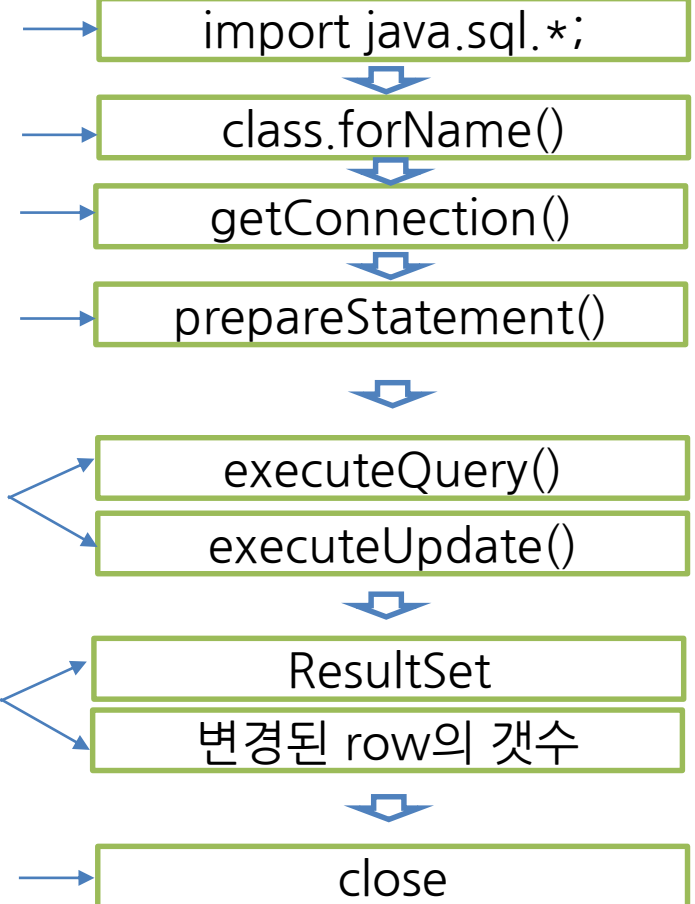 import java.sql.*;
class.forName()
getConnection()
prepareStatement()
executeQuery()
executeUpdate()
ResultSet
변경된 row의 갯수
close